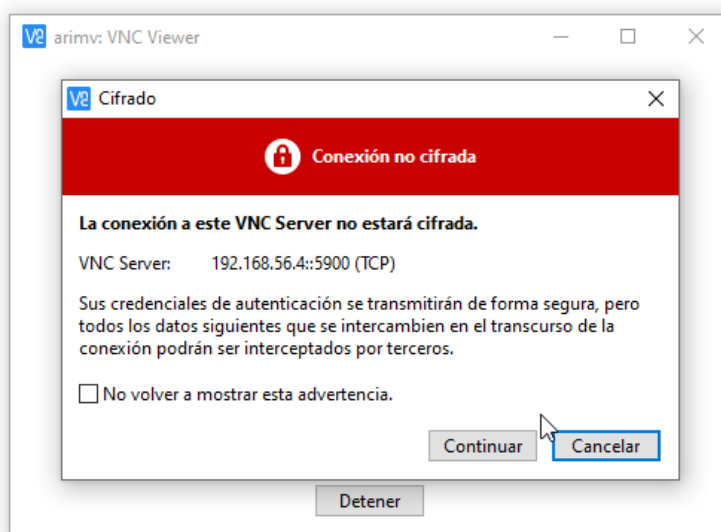 V2 arimv: VNC Viewer
V2 Cifrado
Conexión no cifrada
La conexión a este VNC Server no estará cifrada.
VNC Server: 192.168.56.4::5900 (TCP)
Sus credenciales de autenticación se transmitirán de forma segura, pero
todos los datos siguientes que se intercambien en el transcurso de la
conexión podrán ser interceptados por terceros.
No volver a mostrar esta advertencia.
Continuar Cancelar
Detener